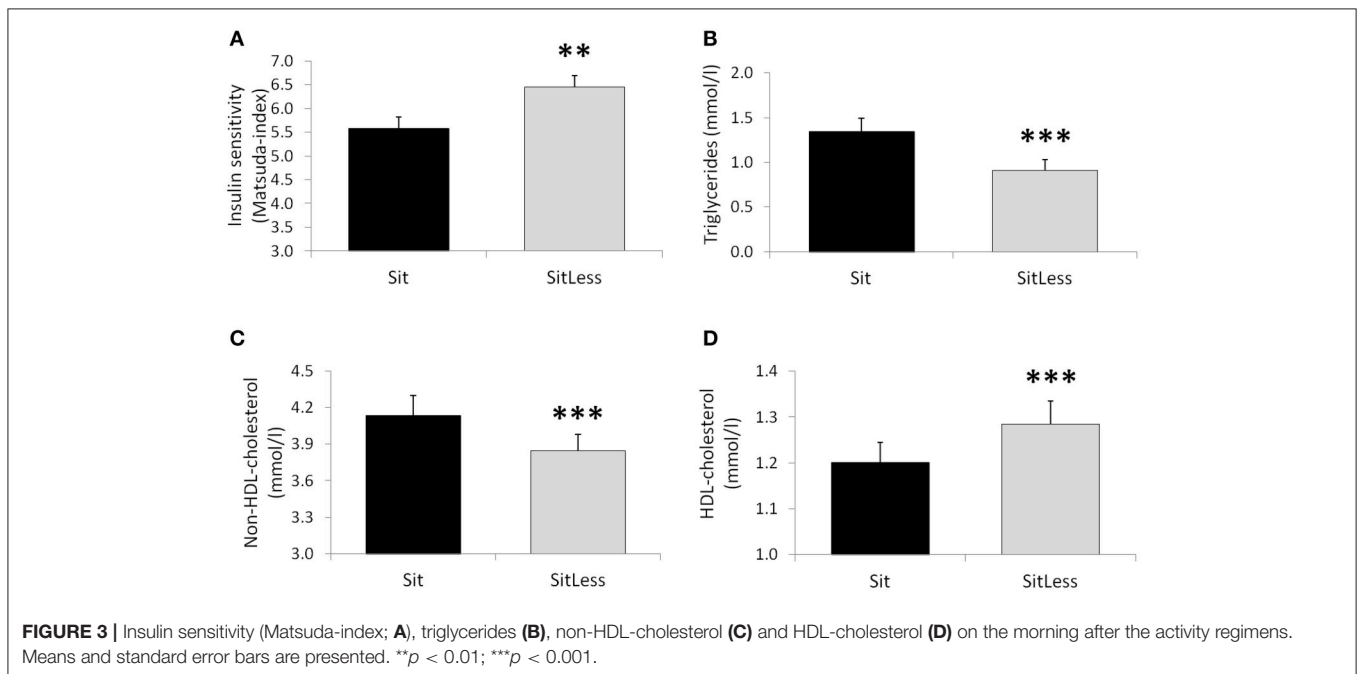 A
Insulin sensitivity
(Matsuda-index)
7.0
6.5
6.0
5.5
5.0
4.5
4.0
3.5
3.0
**
Sit
SitLess
B
Triglycerides (mmol/l)
2.0
1.5
1.0
0.5
0.0
***
Sit
SitLess
C
Non-HDL-cholesterol
(mmol/l)
4.5
4.2
3.9
3.6
3.3
3.0
***
Sit
SitLess
D
HDL-cholesterol
(mmol/l)
1.4
1.3
1.2
1.1
1.0
***
Sit
SitLess
FIGURE 3 | Insulin sensitivity (Matsuda-index; A), triglycerides (B), non-HDL-cholesterol (C) and HDL-cholesterol (D) on the morning after the activity regimens.
Means and standard error bars are presented. **p < 0.01; ***p < 0.001.